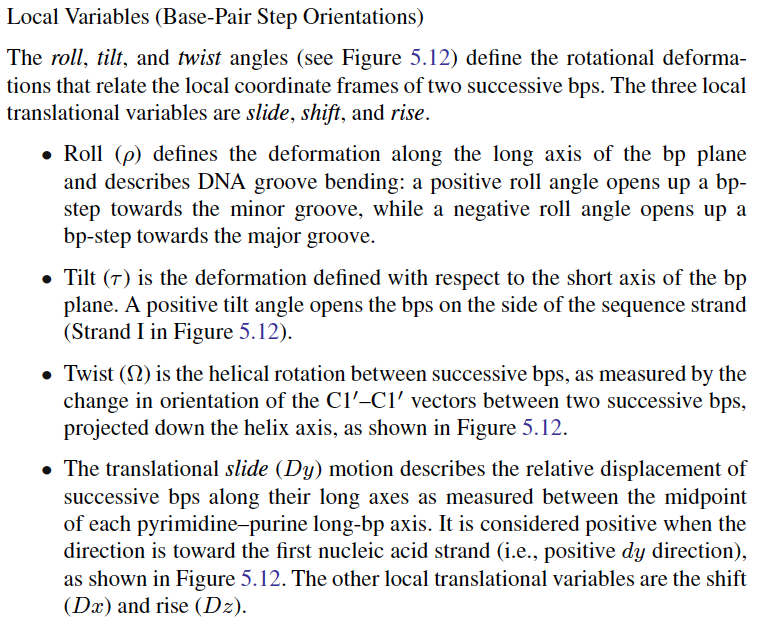 Local Variables (Base-Pair Step Orientations)
The roll, tilt, and twist angles (see Figure 5.12) define the rotational deforma-
tions that relate the local coordinate frames of two successive bps. The three local
translational variables are slide, shift, and rise.
• Roll (ρ) defines the deformation along the long axis of the bp plane
and describes DNA groove bending: a positive roll angle opens up a bp-
step towards the minor groove, while a negative roll angle opens up a
bp-step towards the major groove.
• Tilt (τ) is the deformation defined with respect to the short axis of the bp
plane. A positive tilt angle opens the bps on the side of the sequence strand
(Strand I in Figure 5.12).
• Twist (Ω) is the helical rotation between successive bps, as measured by the
change in orientation of the C1′–C1′ vectors between two successive bps,
projected down the helix axis, as shown in Figure 5.12.
• The translational slide (Dy) motion describes the relative displacement of
successive bps along their long axes as measured between the midpoint
of each pyrimidine–purine long-bp axis. It is considered positive when the
direction is toward the first nucleic acid strand (i.e., positive dy direction),
as shown in Figure 5.12. The other local translational variables are the shift
(Dx) and rise (Dz).